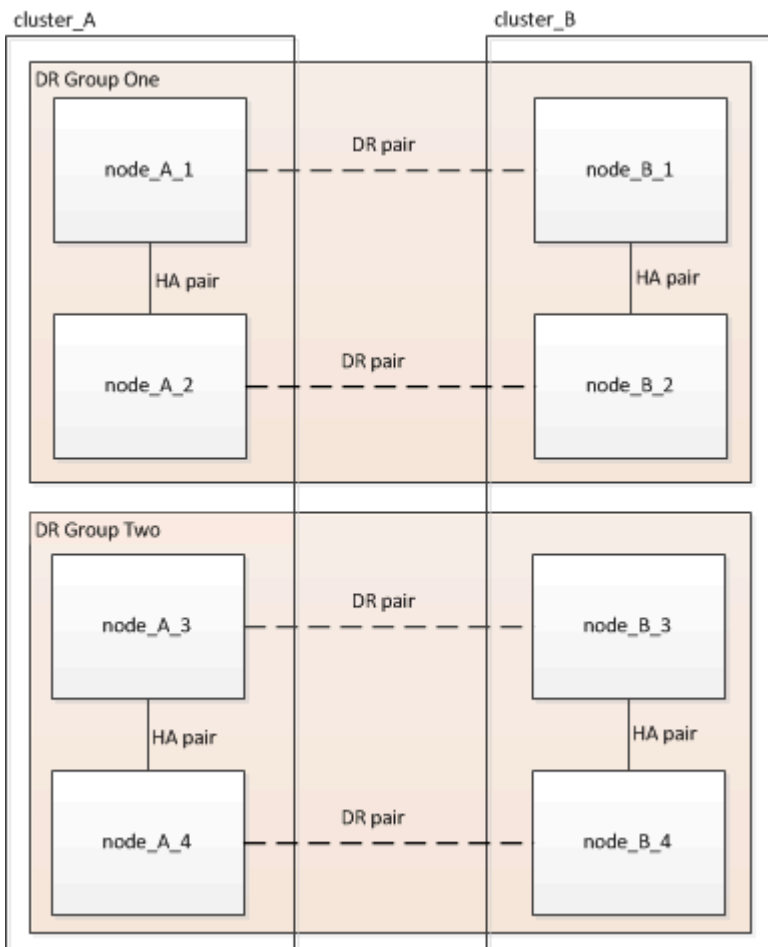 cluster_A
cluster_B
DR Group One
node_A_1
DR pair
node_B_1
HA pair
HA pair
node_A_2
DR pair
node_B_2
DR Group Two
node_A_3
DR pair
node_B_3
HA pair
HA pair
node_A_4
DR pair
node_B_4